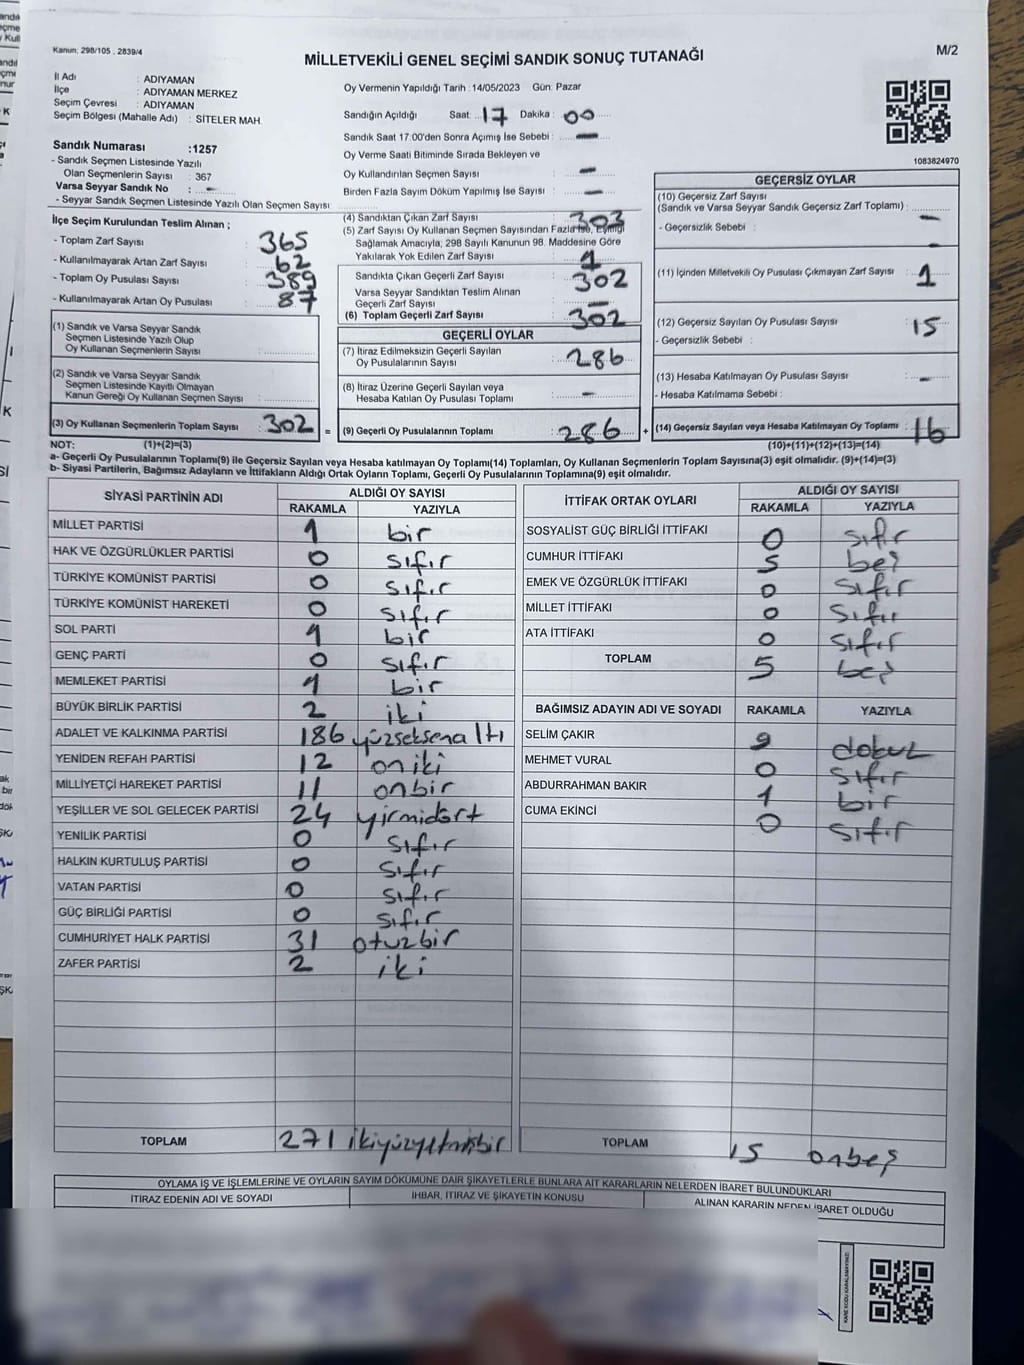 Kanun; 298/105 , 2839/4
M/2
MİLLETVEKİLİ GENEL SEÇİMİ SANDIK SONUÇ TUTANAĞI
İl Adı : ADIYAMAN
İlçe : ADIYAMAN MERKEZ
Seçim Çevresi : ADIYAMAN
Seçim Bölgesi (Mahalle Adı) : SİTELER MAH.
Sandık Numarası :1257
- Sandık Seçmen Listesinde Yazılı
Olan Seçmenlerin Sayısı : 367
Varsa Seyyar Sandık No : -
- Seyyar Sandık Seçmen Listesinde Yazılı Olan Seçmen Sayısı:
Oy Vermenin Yapıldığı Tarih :14/05/2023 Gün: Pazar
Sandığın Açıldığı Saat : 17 Dakika : 00
Sandık Saat 17:00'den Sonra Açımış İse Sebebi : -
Oy Verme Saati Bitiminde Sırada Bekleyen ve
Oy Kullandırılan Seçmen Sayısı : -
Birden Fazla Sayım Döküm Yapılmış İse Sayısı : -
1083824970
İlçe Seçim Kurulundan Teslim Alınan ;
- Toplam Zarf Sayısı : 365
- Kullanılmayarak Artan Zarf Sayısı : 62
- Toplam Oy Pusulası Sayısı : 389
- Kullanılmayarak Artan Oy Pusulası : 87
(4) Sandıktan Çıkan Zarf Sayısı : 303
(5) Zarf Sayısı Oy Kullanan Seçmen Sayısından Fazla İse, Eşitliği
Sağlamak Amacıyla; 298 Sayılı Kanunun 98. Maddesine Göre
Yakılarak Yok Edilen Zarf Sayısı : 1
Sandıkta Çıkan Geçerli Zarf Sayısı : 302
Varsa Seyyar Sandıktan Teslim Alınan
Geçerli Zarf Sayısı : -
(6) Toplam Geçerli Zarf Sayısı : 302
GEÇERSİZ OYLAR
(10) Geçersiz Zarf Sayısı
(Sandık ve Varsa Seyyar Sandık Geçersiz Zarf Toplamı) : -
- Geçersizlik Sebebi : -
(11) İçinden Milletvekili Oy Pusulası Çıkmayan Zarf Sayısı : 1
(12) Geçersiz Sayılan Oy Pusulası Sayısı : 15
- Geçersizlik Sebebi :
(13) Hesaba Katılmayan Oy Pusulası Sayısı : -
- Hesaba Katılmama Sebebi :
(1) Sandık ve Varsa Seyyar Sandık
Seçmen Listesinde Yazılı Olup
Oy Kullanan Seçmenlerin Sayısı :
(2) Sandık ve Varsa Seyyar Sandık
Seçmen Listesinde Kayıtlı Olmayan
Kanun Gereği Oy Kullanan Seçmen Sayısı :
GEÇERLİ OYLAR
(7) İtiraz Edilmeksizin Geçerli Sayılan
Oy Pusulalarının Sayısı : 286
(8) İtiraz Üzerine Geçerli Sayılan veya
Hesaba Katılan Oy Pusulası Toplamı : -
(3) Oy Kullanan Seçmenlerin Toplam Sayısı : 302 = (9) Geçerli Oy Pusulalarının Toplamı : 286 + (14) Geçersiz Sayılan veya Hesaba Katılmayan Oy Toplamı : 16
NOT: (1)+(2)=(3) (10)+(11)+(12)+(13)=(14)
a- Geçerli Oy Pusulalarının Toplamı(9) ile Geçersiz Sayılan veya Hesaba katılmayan Oy Toplamı(14) Toplamları, Oy Kullanan Seçmenlerin Toplam Sayısına(3) eşit olmalıdır. (9)+(14)=(3)
b- Siyasi Partilerin, Bağımsız Adayların ve İttifakların Aldığı Ortak Oyların Toplamı, Geçerli Oy Pusulalarının Toplamına(9) eşit olmalıdır.
SİYASİ PARTİNİN ADI ALDIĞI OY SAYISI
RAKAMLA YAZIYLA
MİLLET PARTİSİ 1 bir
HAK VE ÖZGÜRLÜKLER PARTİSİ 0 sıfır
TÜRKİYE KOMÜNİST PARTİSİ 0 sıfır
TÜRKİYE KOMÜNİST HAREKETİ 0 sıfır
SOL PARTİ 1 bir
GENÇ PARTİ 0 sıfır
MEMLEKET PARTİSİ 1 bir
BÜYÜK BİRLİK PARTİSİ 2 iki
ADALET VE KALKINMA PARTİSİ 186 yüzseksenaltı
YENİDEN REFAH PARTİSİ 12 oniki
MİLLİYETÇİ HAREKET PARTİSİ 11 onbir
YEŞİLLER VE SOL GELECEK PARTİSİ 24 yirmidört
YENİLİK PARTİSİ 0 sıfır
HALKIN KURTULUŞ PARTİSİ 0 sıfır
VATAN PARTİSİ 0 sıfır
GÜÇ BİRLİĞİ PARTİSİ 0 sıfır
CUMHURİYET HALK PARTİSİ 31 otuzbir
ZAFER PARTİSİ 2 iki
TOPLAM 271 ikiyüzyetmişbir
İTTİFAK ORTAK OYLARI ALDIĞI OY SAYISI
RAKAMLA YAZIYLA
SOSYALİST GÜÇ BİRLİĞİ İTTİFAKI 0 sıfır
CUMHUR İTTİFAKI 5 beş
EMEK VE ÖZGÜRLÜK İTTİFAKI 0 sıfır
MİLLET İTTİFAKI 0 sıfır
ATA İTTİFAKI 0 sıfır
TOPLAM 5 beş
BAĞIMSIZ ADAYIN ADI VE SOYADI RAKAMLA YAZIYLA
SELİM ÇAKIR 9 dokuz
MEHMET VURAL 0 sıfır
ABDURRAHMAN BAKIR 1 bir
CUMA EKİNCİ 0 sıfır
TOPLAM 15 onbeş
OYLAMA İŞ VE İŞLEMLERİNE VE OYLARIN SAYIM DÖKÜMÜNE DAİR ŞİKAYETLERLE BUNLARA AİT KARARLARIN NELERDEN İBARET BULUNDUKLARI
İTİRAZ EDENİN ADI VE SOYADI İHBAR, İTİRAZ VE ŞİKAYETİN KONUSU ALINAN KARARIN NEDEN İBARET OLDUĞU
KARE KODU KARALAMAYINIZ!